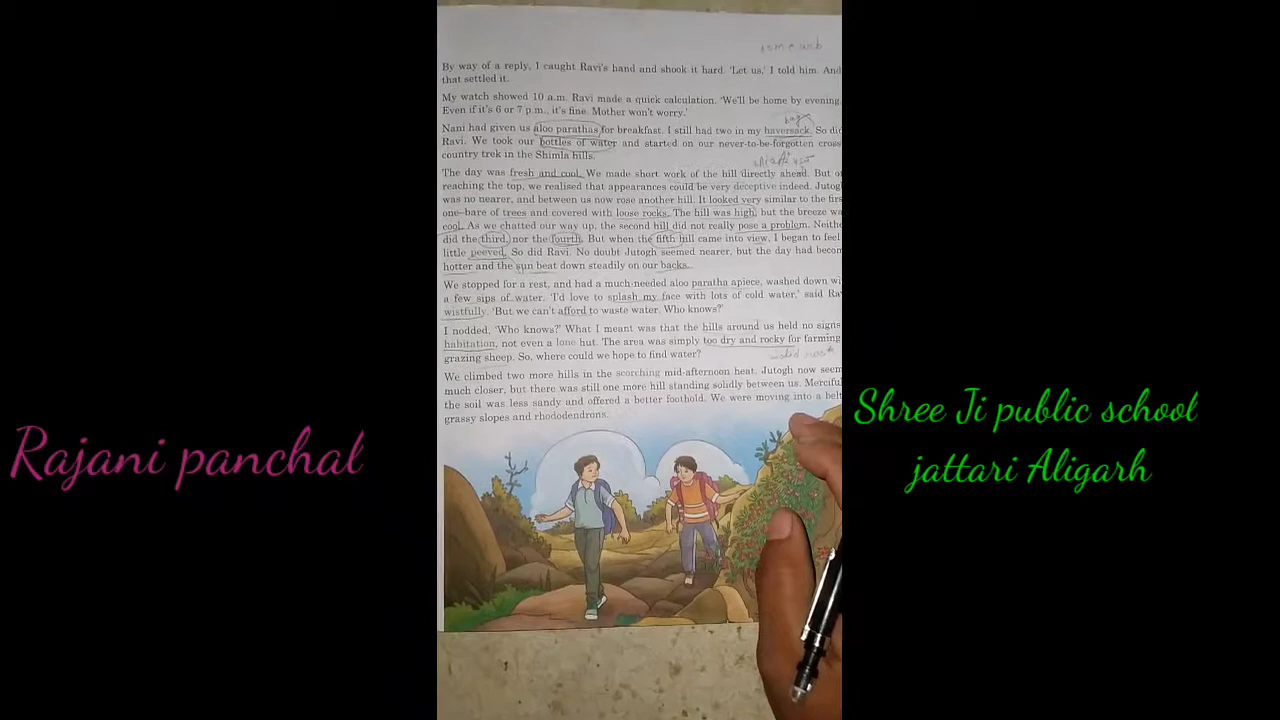 By way of a reply, I caught Ravi's hand and shook it hard. 'Let us,' I told him. And
that settled it.
My watch showed 10 a.m. Ravi made a quick calculation. 'We'll be home by evening.
Even if it's 6 or 7 p.m., it's fine. Mother won't worry.'
bag
Nani had given us aloo parathas for breakfast. I still had two in my haversack. So did
Ravi. We took our bottles of water and started on our never-to-be-forgotten cross
country trek in the Shimla hills.
The day was fresh and cool. We made short work of the hill directly ahead. But o
reaching the top, we realised that appearances could be very deceptive indeed. Jutogh
was no nearer, and between us now rose another hill. It looked very similar to the firs
one–bare of trees and covered with loose rocks. The hill was high, but the breeze wa
cool. As we chatted our way up, the second hill did not really pose a problem. Neithe
did the third, nor the fourth. But when the fifth hill came into view, I began to feel
little peeved. So did Ravi. No doubt Jutogh seemed nearer, but the day had becom
hotter and the sun beat down steadily on our backs.
We stopped for a rest, and had a much-needed aloo paratha apiece, washed down wi
a few sips of water. 'I'd love to splash my face with lots of cold water,' said Ra
wistfully. 'But we can't afford to waste water. Who knows?'
I nodded, 'Who knows?' What I meant was that the hills around us held no signs
habitation, not even a lone hut. The area was simply too dry and rocky for farming
grazing sheep. So, where could we hope to find water?
We climbed two more hills in the scorching mid-afternoon heat. Jutogh now seem
much closer, but there was still one more hill standing solidly between us. Merciful
the soil was less sandy and offered a better foothold. We were moving into a belt
grassy slopes and rhododendrons.
Rajani panchal
Shree Ji public school
jattari Aligarh